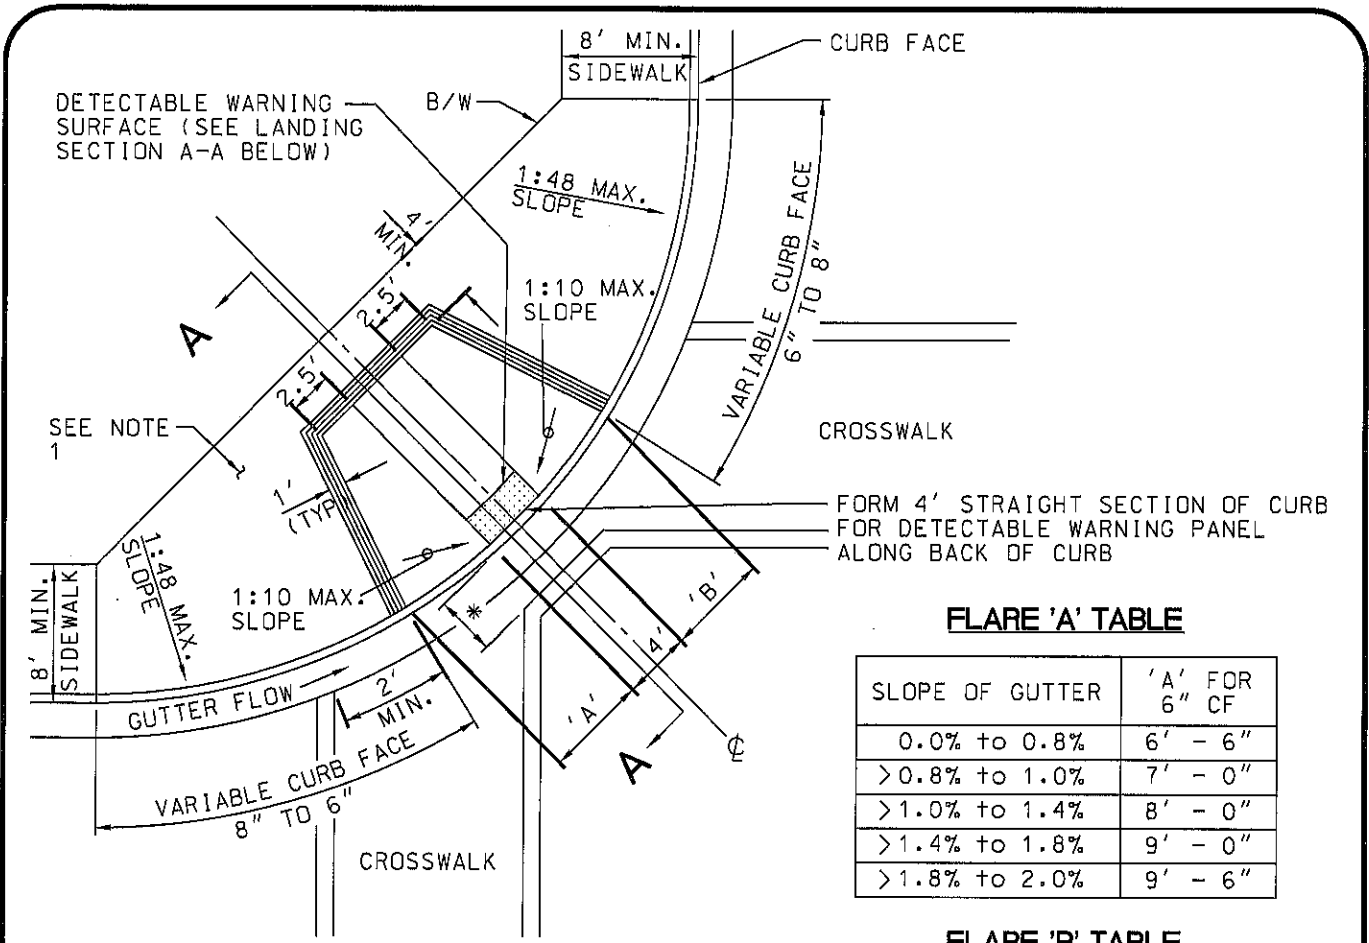 8' MIN.
SIDEWALK
CURB FACE
DETECTABLE WARNING
SURFACE (SEE LANDING
SECTION A-A BELOW)
B/W
1:48 MAX.
SLOPE
4'
MIN.
VARIABLE CURB FACE
6" TO 8"
A
2.5'
1:10 MAX.
SLOPE
2.5'
SEE NOTE
1
CROSSWALK
1'
(TYP
FORM 4' STRAIGHT SECTION OF CURB
FOR DETECTABLE WARNING PANEL
ALONG BACK OF CURB
1:48 MAX.
SLOPE
8' MIN.
SIDEWALK
1:10 MAX.
SLOPE
*
'B'
4'
'A'
GUTTER FLOW
2'
MIN.
A
℄
VARIABLE CURB FACE
8" TO 6"
CROSSWALK
FLARE 'A' TABLE
SLOPE OF GUTTER 'A' FOR 6" CF
0.0% to 0.8% 6' - 6"
>0.8% to 1.0% 7' - 0"
>1.0% to 1.4% 8' - 0"
>1.4% to 1.8% 9' - 0"
>1.8% to 2.0% 9' - 6"
FLARE 'B' TABLE